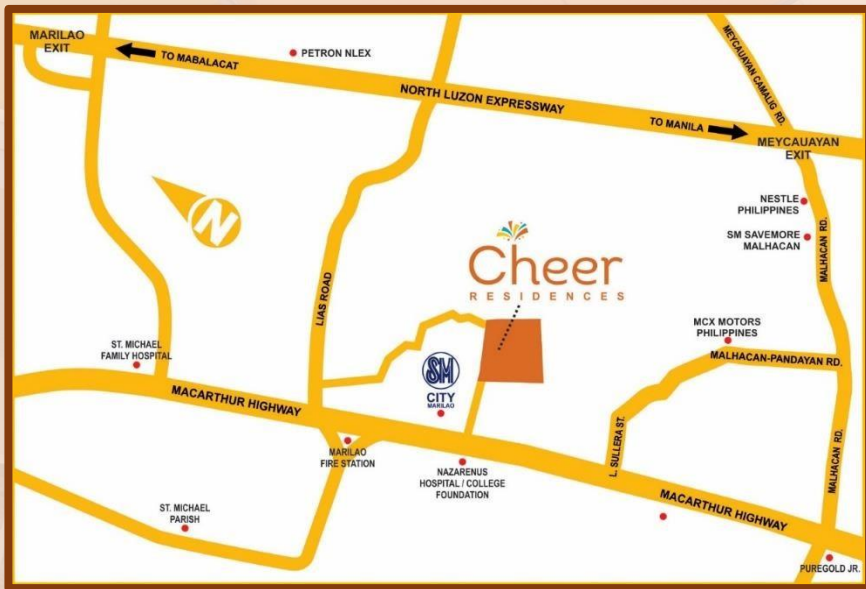 MARILAO
EXIT
TO MABALACAT
PETRON NLEX
NORTH LUZON EXPRESSWAY
TO MANILA
MEYCAUAYAN CAMALIG RD.
MEYCAUAYAN
EXIT
NESTLE
PHILIPPINES
SM SAVEMORE
MALHACAN
MALHACAN RD.
N
Cheer
RESIDENCES
LIAS ROAD
MCX MOTORS
PHILIPPINES
MALHACAN-PANDAYAN RD.
ST. MICHAEL
FAMILY HOSPITAL
SM
CITY
MARILAO
MACARTHUR HIGHWAY
L. SULLERA ST.
MALHACAN RD.
MARILAO
FIRE STATION
NAZARENUS
HOSPITAL / COLLEGE
FOUNDATION
MACARTHUR HIGHWAY
ST. MICHAEL
PARISH
PUREGOLD JR.